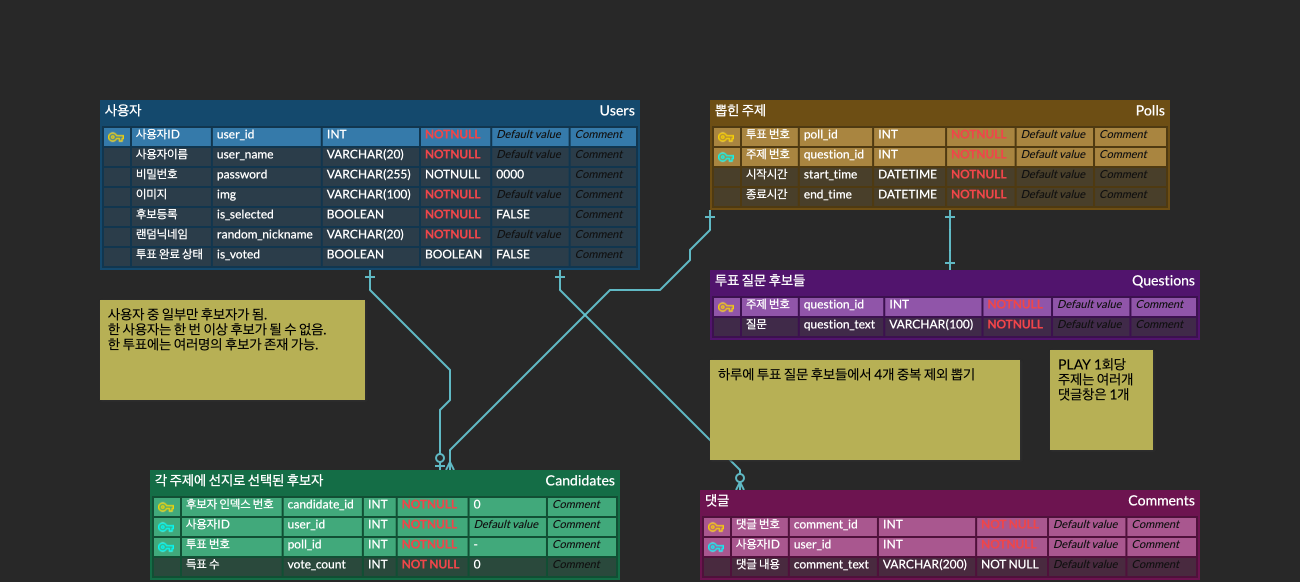 사용자 Users
사용자ID user_id INT NOTNULL Default value Comment
사용자이름 user_name VARCHAR(20) NOTNULL Default value Comment
비밀번호 password VARCHAR(255) NOTNULL 0000 Comment
이미지 img VARCHAR(100) NOTNULL Default value Comment
후보등록 is_selected BOOLEAN NOTNULL FALSE Comment
랜덤닉네임 random_nickname VARCHAR(20) NOTNULL Default value Comment
투표 완료 상태 is_voted BOOLEAN BOOLEAN FALSE Comment
뽑힌 주제 Polls
투표 번호 poll_id INT NOTNULL Default value Comment
주제 번호 question_id INT NOTNULL Default value Comment
시작시간 start_time DATETIME NOTNULL Default value Comment
종료시간 end_time DATETIME NOTNULL Default value Comment
투표 질문 후보들 Questions
주제 번호 question_id INT NOTNULL Default value Comment
질문 question_text VARCHAR(100) NOTNULL Default value Comment
사용자 중 일부만 후보자가 됨.
한 사용자는 한 번 이상 후보가 될 수 없음.
한 투표에는 여러명의 후보가 존재 가능.
하루에 투표 질문 후보들에서 4개 중복 제외 뽑기
PLAY 1회당
주제는 여러개
댓글창은 1개
각 주제에 선지로 선택된 후보자 Candidates
후보자 인덱스 번호 candidate_id INT NOTNULL 0 Comment
사용자ID user_id INT NOTNULL Default value Comment
투표 번호 poll_id INT NOTNULL - Comment
득표 수 vote_count INT NOT NULL 0 Comment
댓글 Comments
댓글 번호 comment_id INT NOT NULL Default value Comment
사용자ID user_id INT NOTNULL Default value Comment
댓글 내용 comment_text VARCHAR(200) NOT NULL Default value Comment